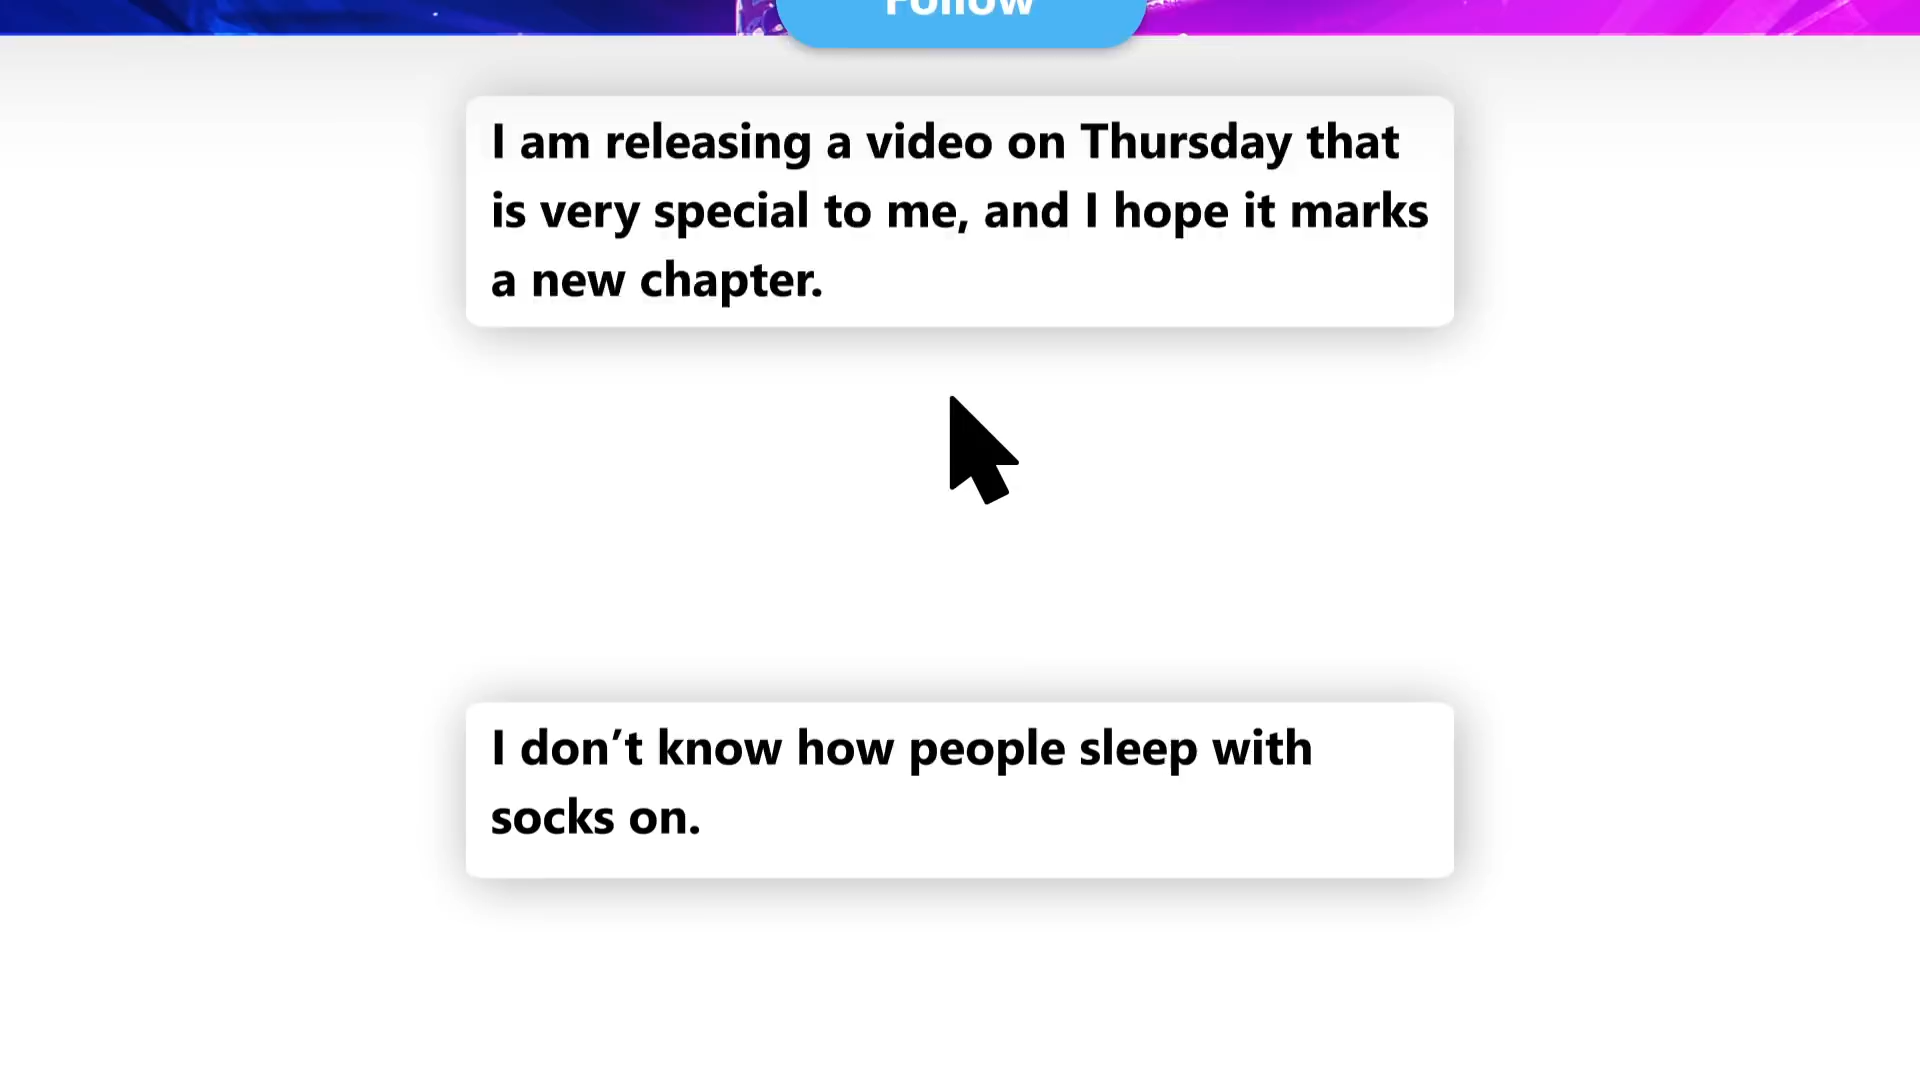 Follow
I am releasing a video on Thursday that
is very special to me, and I hope it marks
a new chapter.
I don’t know how people sleep with
socks on.